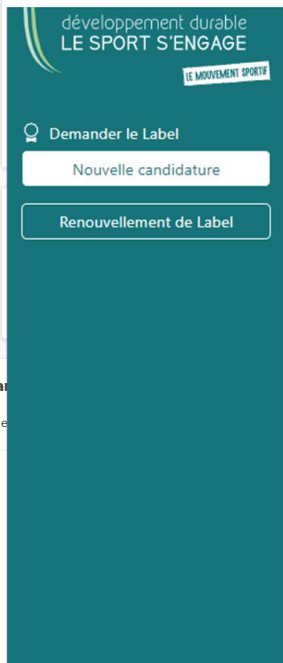 développement durable
LE SPORT S'ENGAGE
LE MOUVEMENT SPORTIF
Demander le Label
Nouvelle candidature
Renouvellement de Label